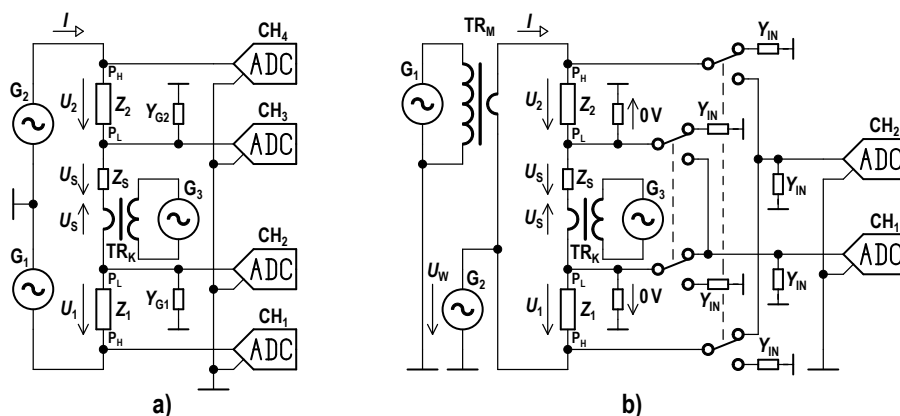 I
CH4
ADC
PH
U2
Z2
YG2
G2
PL
CH3
ADC
US
ZS
G3
US
TRK
G1
CH2
ADC
PL
YG1
U1
Z1
PH
CH1
ADC
a)
TRM
I
YIN
G1
PH
U2
Z2
0 V
YIN
PL
CH2
ADC
US
ZS
YIN
G3
US
TRK
CH1
ADC
UW
G2
PL
YIN
YIN
U1
Z1
0 V
PH
YIN
b)